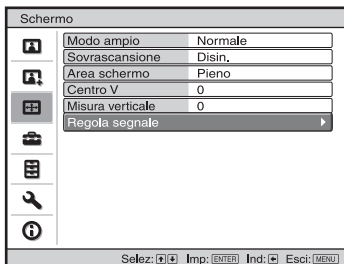 Schermo
Modo ampio Normale
Sovrascansione Disin.
Area schermo Pieno
Centro V 0
Misura verticale 0
Regola segnale
Selez: Imp: ENTER Ind: Esci: MENU